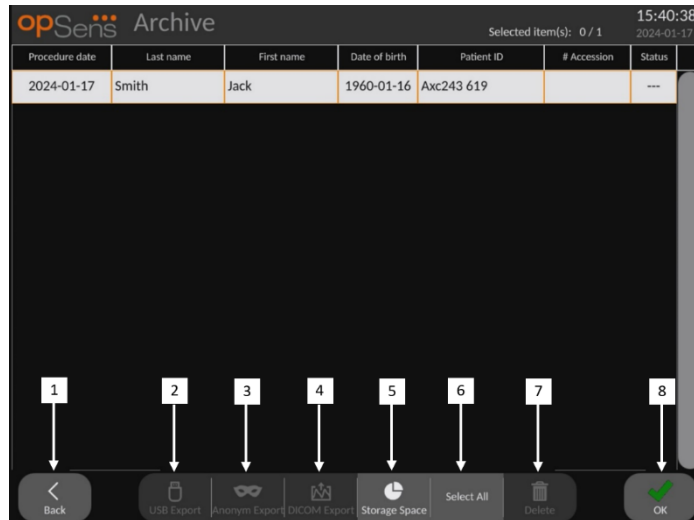 opSens Archive
15:40:38
Selected item(s): 0 / 1
2024-01-17
Procedure date Last name First name Date of birth Patient ID # Accession Status
2024-01-17 Smith Jack 1960-01-16 Axc243 619 ---
1 2 3 4 5 6 7 8
Back USB Export Anonym Export DICOM Export Storage Space Select All Delete OK